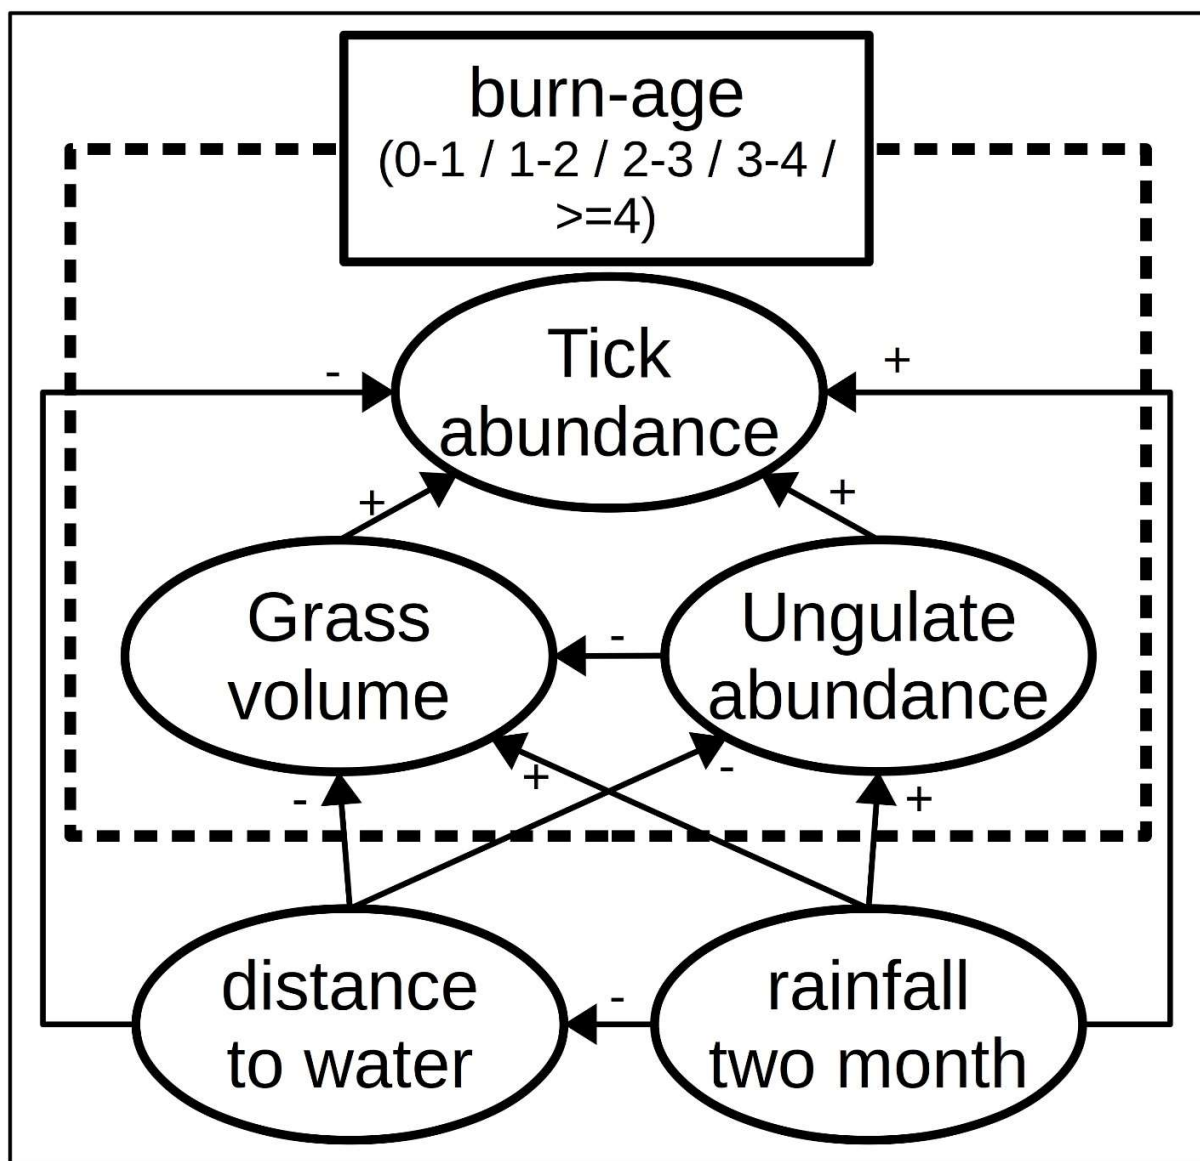 burn-age
(0-1 / 1-2 / 2-3 / 3-4 /
>=4)
Tick
abundance
-
+
+
+
Grass
volume
-
Ungulate
abundance
-
+
-
+
distance
to water
-
rainfall
two month